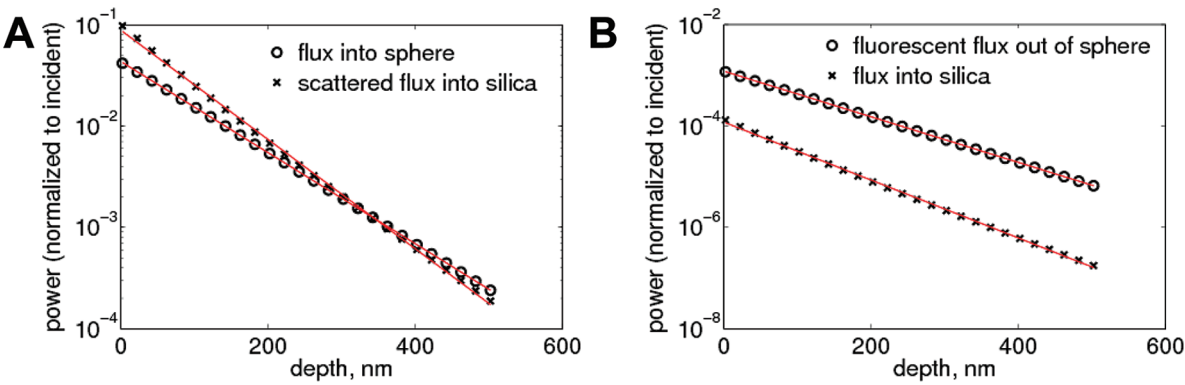 A
power (normalized to incident)
10⁻¹
10⁻²
10⁻³
10⁻⁴
flux into sphere
scattered flux into silica
0 200 400 600
depth, nm
B
power (normalized to incident)
10⁻²
10⁻⁴
10⁻⁶
10⁻⁸
fluorescent flux out of sphere
flux into silica
0 200 400 600
depth, nm